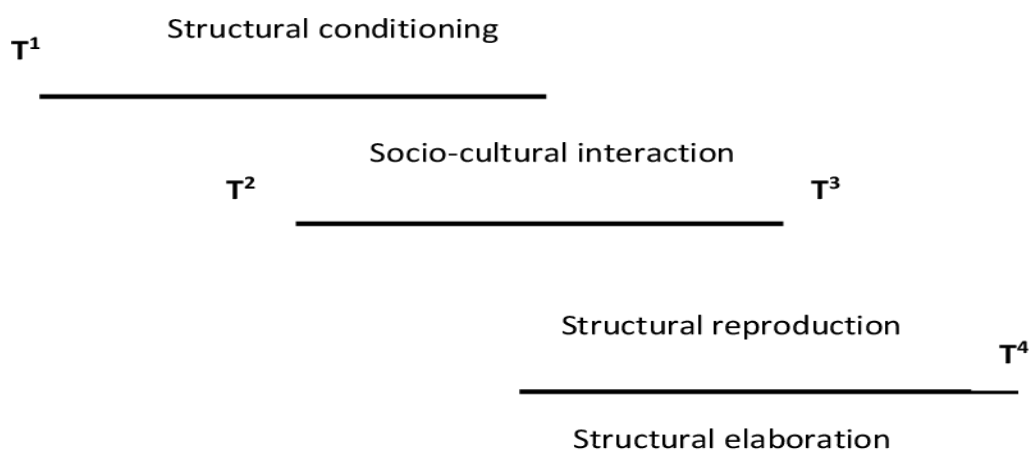 Structural conditioning
T¹
Socio-cultural interaction
T² T³
Structural reproduction
T⁴
Structural elaboration